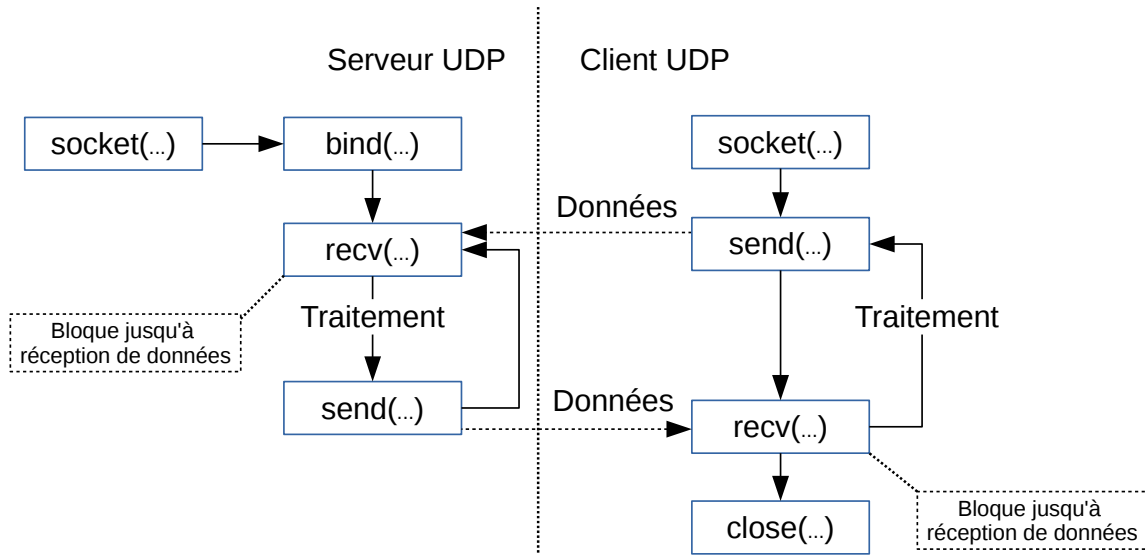 Serveur UDP
Client UDP
socket(...)
bind(...)
socket(...)
Données
recv(...)
send(...)
Traitement
Traitement
Bloque jusqu'à
réception de données
send(...)
Données
recv(...)
close(...)
Bloque jusqu'à
réception de données